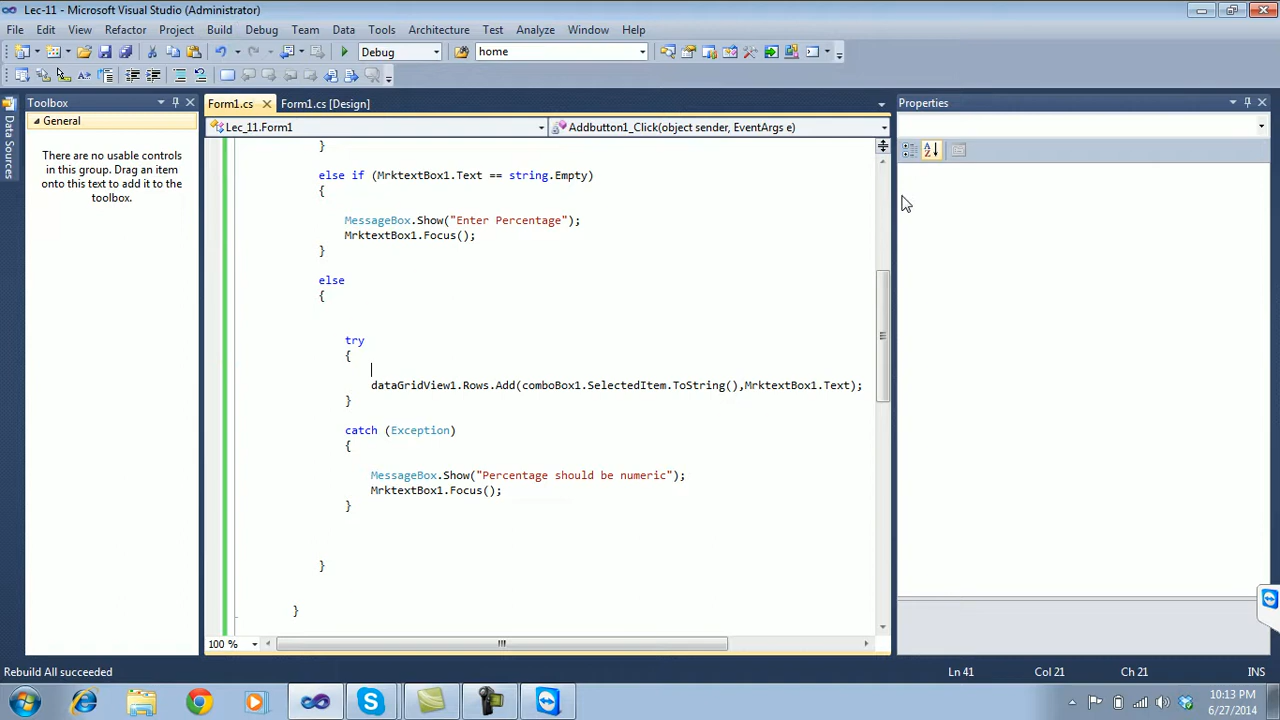 Lec-11 - Microsoft Visual Studio (Administrator)
File Edit View Refactor Project Build Debug Team Data Tools Architecture Test Analyze Window Help
Debug home
Toolbox
General
There are no usable controls
in this group. Drag an item
onto this text to add it to the
toolbox.
Data Sources
Form1.cs Form1.cs [Design]
Lec_11.Form1 Addbutton1_Click(object sender, EventArgs e)
}
else if (MrktextBox1.Text == string.Empty)
{
MessageBox.Show("Enter Percentage");
MrktextBox1.Focus();
}
else
{
try
{
dataGridView1.Rows.Add(comboBox1.SelectedItem.ToString(),MrktextBox1.Text);
}
catch (Exception)
{
MessageBox.Show("Percentage should be numeric");
MrktextBox1.Focus();
}
}
}
100 %
Properties
Rebuild All succeeded Ln 41 Col 21 Ch 21 INS
10:13 PM
6/27/2014